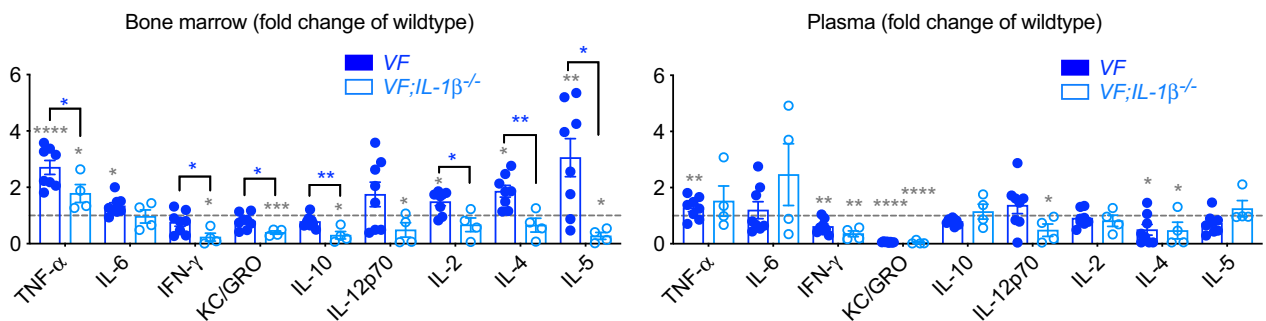 Bone marrow (fold change of wildtype)
VF
VF;IL-1β-/-
6
4
2
0
*
**** *
*
*
*
*
***
**
*
*
*
*
**
*
*
**
*
TNF-α
IL-6
IFN-γ
KC/GRO
IL-10
IL-12p70
IL-2
IL-4
IL-5
Plasma (fold change of wildtype)
VF
VF;IL-1β-/-
6
4
2
0
**
**
**
****
****
*
*
*
TNF-α
IL-6
IFN-γ
KC/GRO
IL-10
IL-12p70
IL-2
IL-4
IL-5